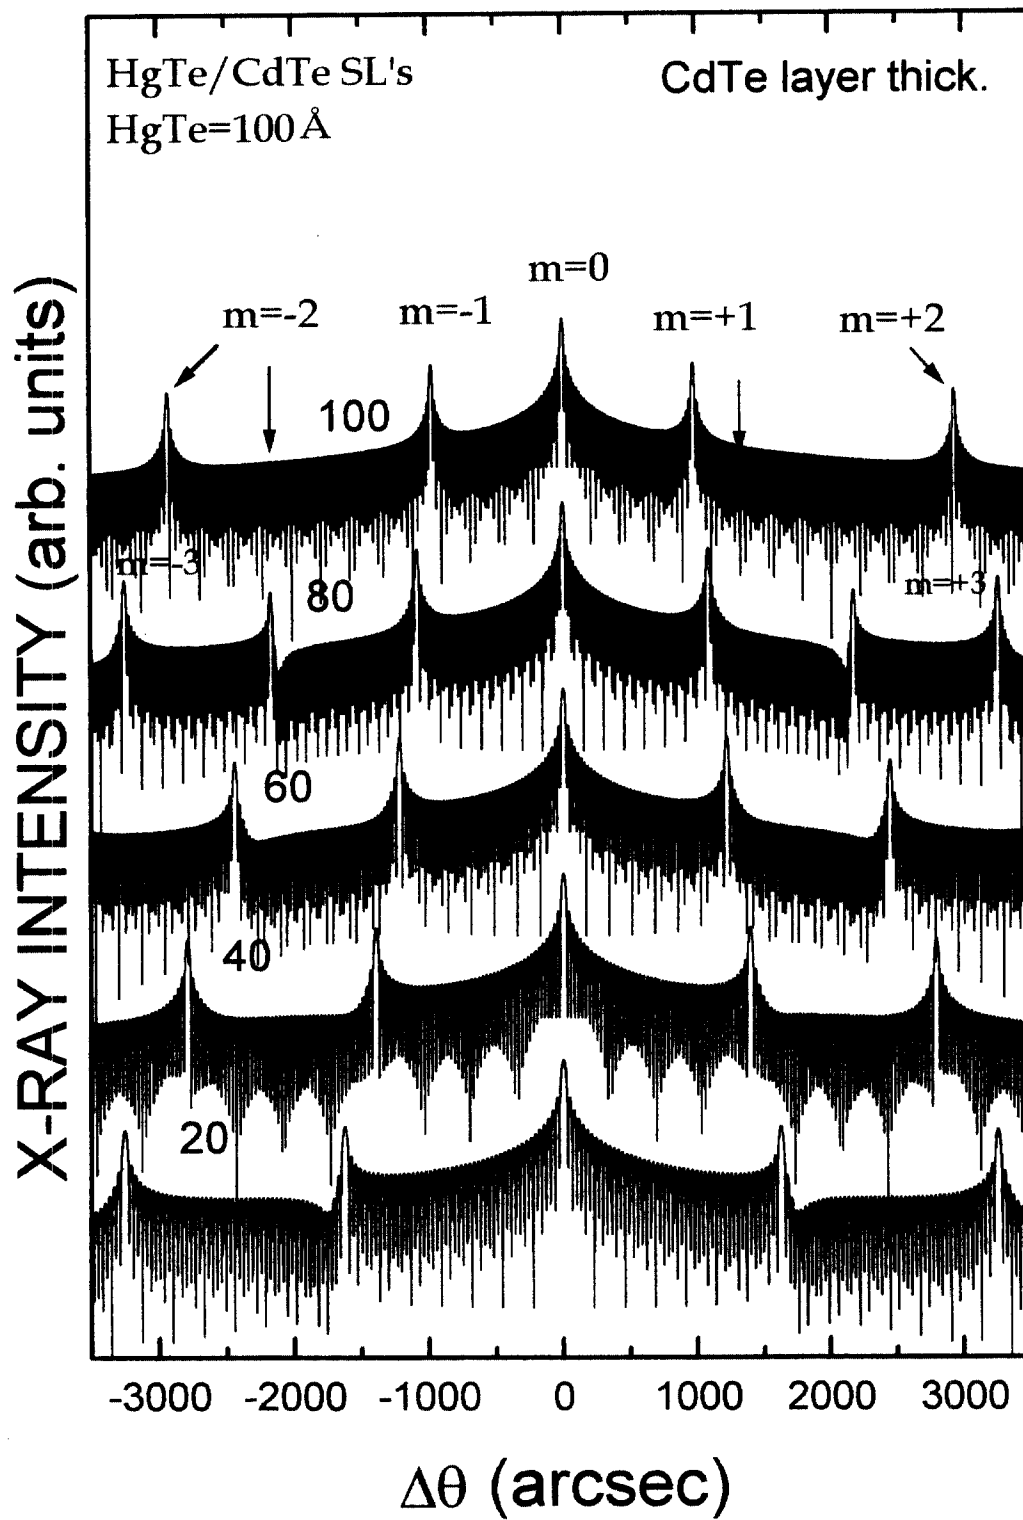 HgTe/CdTe SL's
CdTe layer thick.
HgTe=100 Å
m=0
m=-2
m=-1
m=+1
m=+2
100
m=-3
80
m=+3
60
40
20
X-RAY INTENSITY (arb. units)
-3000 -2000 -1000 0 1000 2000 3000
Δθ (arcsec)